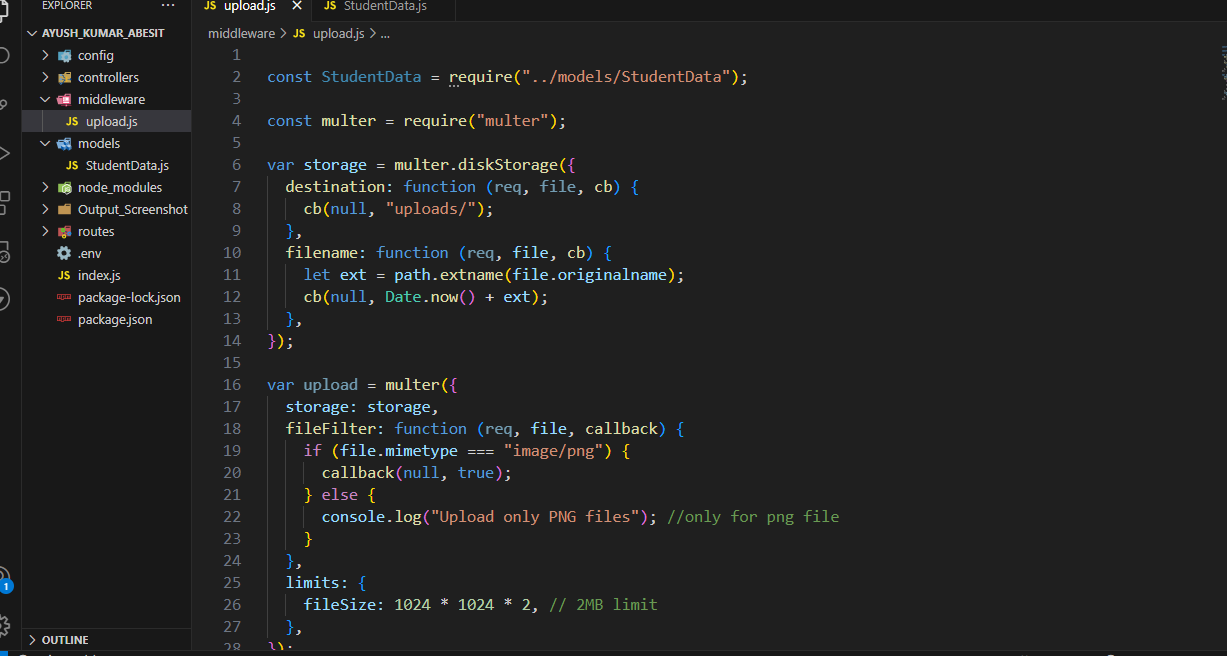 EXPLORER ...
JS upload.js × JS StudentData.js
AYUSH_KUMAR_ABESIT
config
controllers
middleware
JS upload.js
models
JS StudentData.js
node_modules
Output_Screenshot
routes
.env
JS index.js
package-lock.json
package.json
1
OUTLINE
middleware > JS upload.js > ...
1
2 const StudentData = require("../models/StudentData");
3
4 const multer = require("multer");
5
6 var storage = multer.diskStorage({
7 destination: function (req, file, cb) {
8 cb(null, "uploads/");
9 },
10 filename: function (req, file, cb) {
11 let ext = path.extname(file.originalname);
12 cb(null, Date.now() + ext);
13 },
14 });
15
16 var upload = multer({
17 storage: storage,
18 fileFilter: function (req, file, callback) {
19 if (file.mimetype === "image/png") {
20 callback(null, true);
21 } else {
22 console.log("Upload only PNG files"); //only for png file
23 }
24 },
25 limits: {
26 fileSize: 1024 * 1024 * 2, // 2MB limit
27 },
28 });